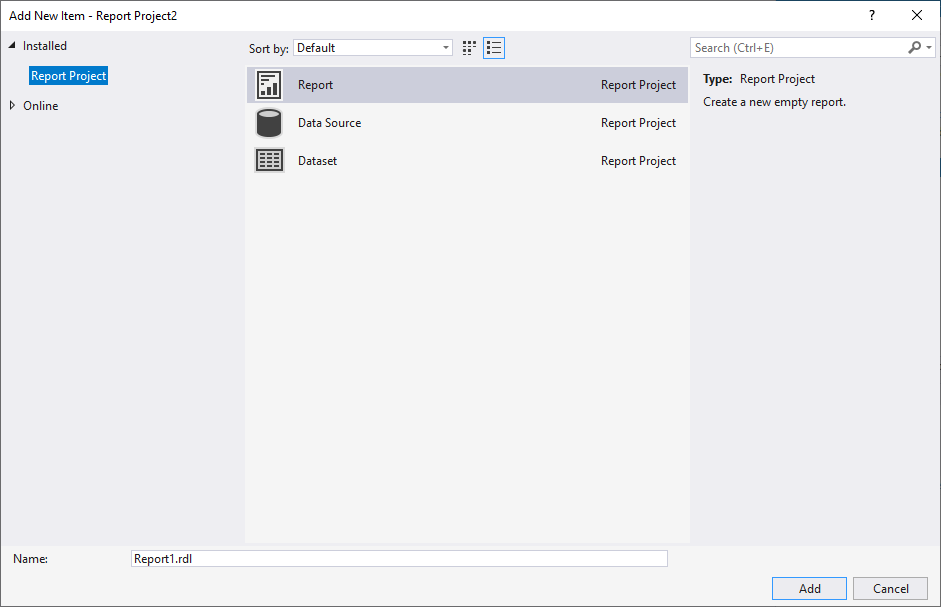 Add New Item - Report Project2
?
Installed
Report Project
Online
Sort by: Default
Search (Ctrl+E)
Report Report Project
Data Source Report Project
Dataset Report Project
Type: Report Project
Create a new empty report.
Name: Report1.rdl
Add Cancel